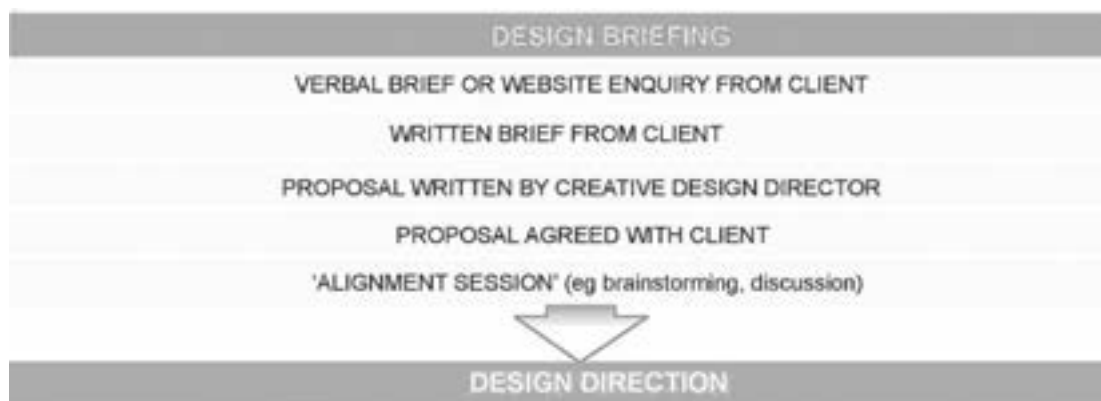 DESIGN BRIEFING
VERBAL BRIEF OR WEBSITE ENQUIRY FROM CLIENT
WRITTEN BRIEF FROM CLIENT
PROPOSAL WRITTEN BY CREATIVE DESIGN DIRECTOR
PROPOSAL AGREED WITH CLIENT
'ALIGNMENT SESSION' (eg brainstorming, discussion)
DESIGN DIRECTION